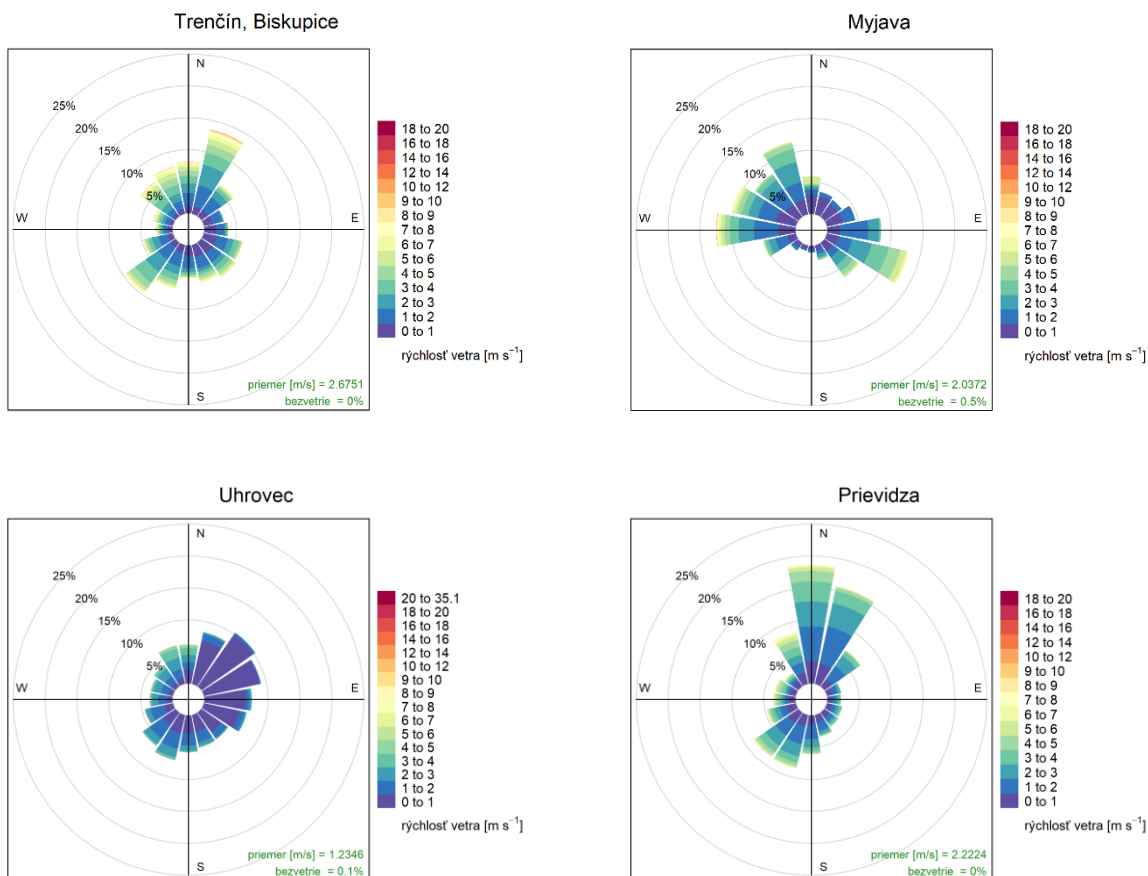 Trenčín, Biskupice
N
25%
20%
15%
10%
5%
W
E
S
18 to 20
16 to 18
14 to 16
12 to 14
10 to 12
9 to 10
8 to 9
7 to 8
6 to 7
5 to 6
4 to 5
3 to 4
2 to 3
1 to 2
0 to 1
rýchlosť vetra [m s⁻¹]
priemer [m/s] = 2.6751
bezvetrie = 0%
Myjava
N
25%
20%
15%
10%
5%
W
E
S
18 to 20
16 to 18
14 to 16
12 to 14
10 to 12
9 to 10
8 to 9
7 to 8
6 to 7
5 to 6
4 to 5
3 to 4
2 to 3
1 to 2
0 to 1
rýchlosť vetra [m s⁻¹]
priemer [m/s] = 2.0372
bezvetrie = 0.5%
Uhrovec
N
25%
20%
15%
10%
5%
W
E
S
20 to 35.1
18 to 20
16 to 18
14 to 16
12 to 14
10 to 12
9 to 10
8 to 9
7 to 8
6 to 7
5 to 6
4 to 5
3 to 4
2 to 3
1 to 2
0 to 1
rýchlosť vetra [m s⁻¹]
priemer [m/s] = 1.2346
bezvetrie = 0.1%
Prievidza
N
25%
20%
15%
10%
5%
W
E
S
18 to 20
16 to 18
14 to 16
12 to 14
10 to 12
9 to 10
8 to 9
7 to 8
6 to 7
5 to 6
4 to 5
3 to 4
2 to 3
1 to 2
0 to 1
rýchlosť vetra [m s⁻¹]
priemer [m/s] = 2.2224
bezvetrie = 0%